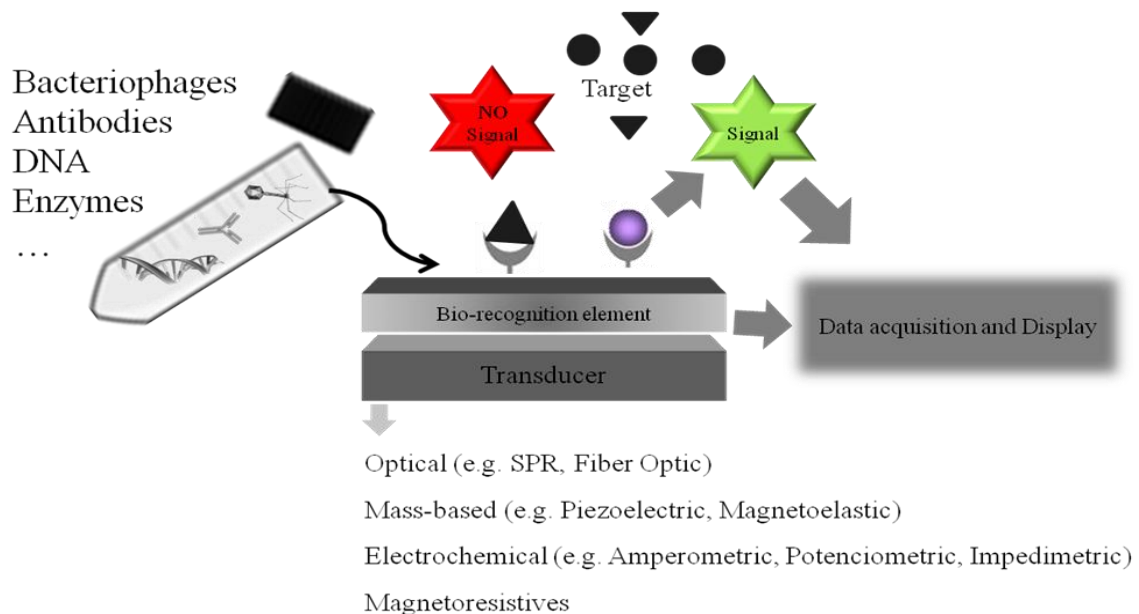 Bacteriophages
Antibodies
DNA
Enzymes
…
NO
Signal
Target
Signal
Bio-recognition element
Transducer
Data acquisition and Display
Optical (e.g. SPR, Fiber Optic)
Mass-based (e.g. Piezoelectric, Magnetoelastic)
Electrochemical (e.g. Amperometric, Potenciometric, Impedimetric)
Magnetoresistives